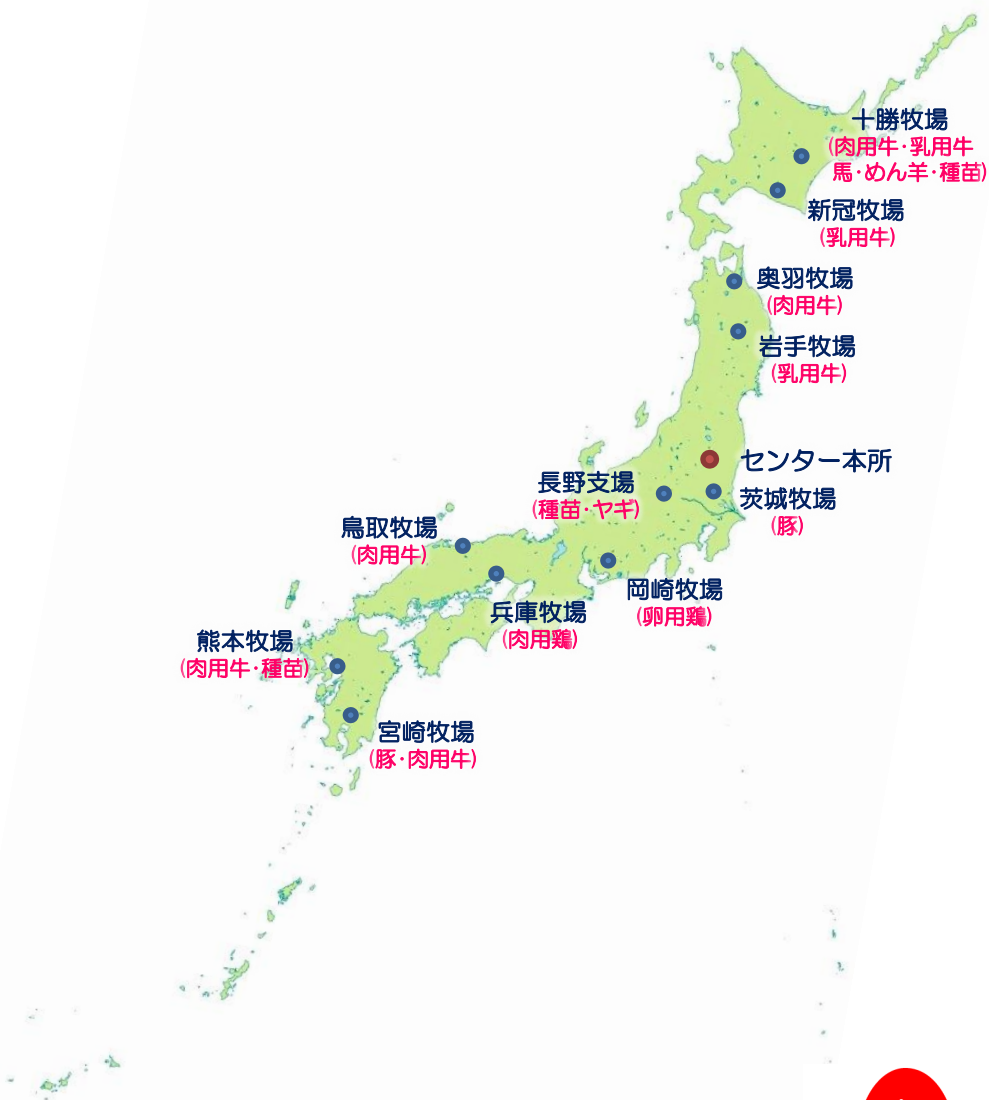 十勝牧場
(肉用牛・乳用牛
馬・めん羊・種苗)
新冠牧場
(乳用牛)
奥羽牧場
(肉用牛)
岩手牧場
(乳用牛)
センター本所
長野支場
(種苗・ヤギ)
茨城牧場
(豚)
鳥取牧場
(肉用牛)
岡崎牧場
(卵用鶏)
兵庫牧場
(肉用鶏)
熊本牧場
(肉用牛・種苗)
宮崎牧場
(豚・肉用牛)